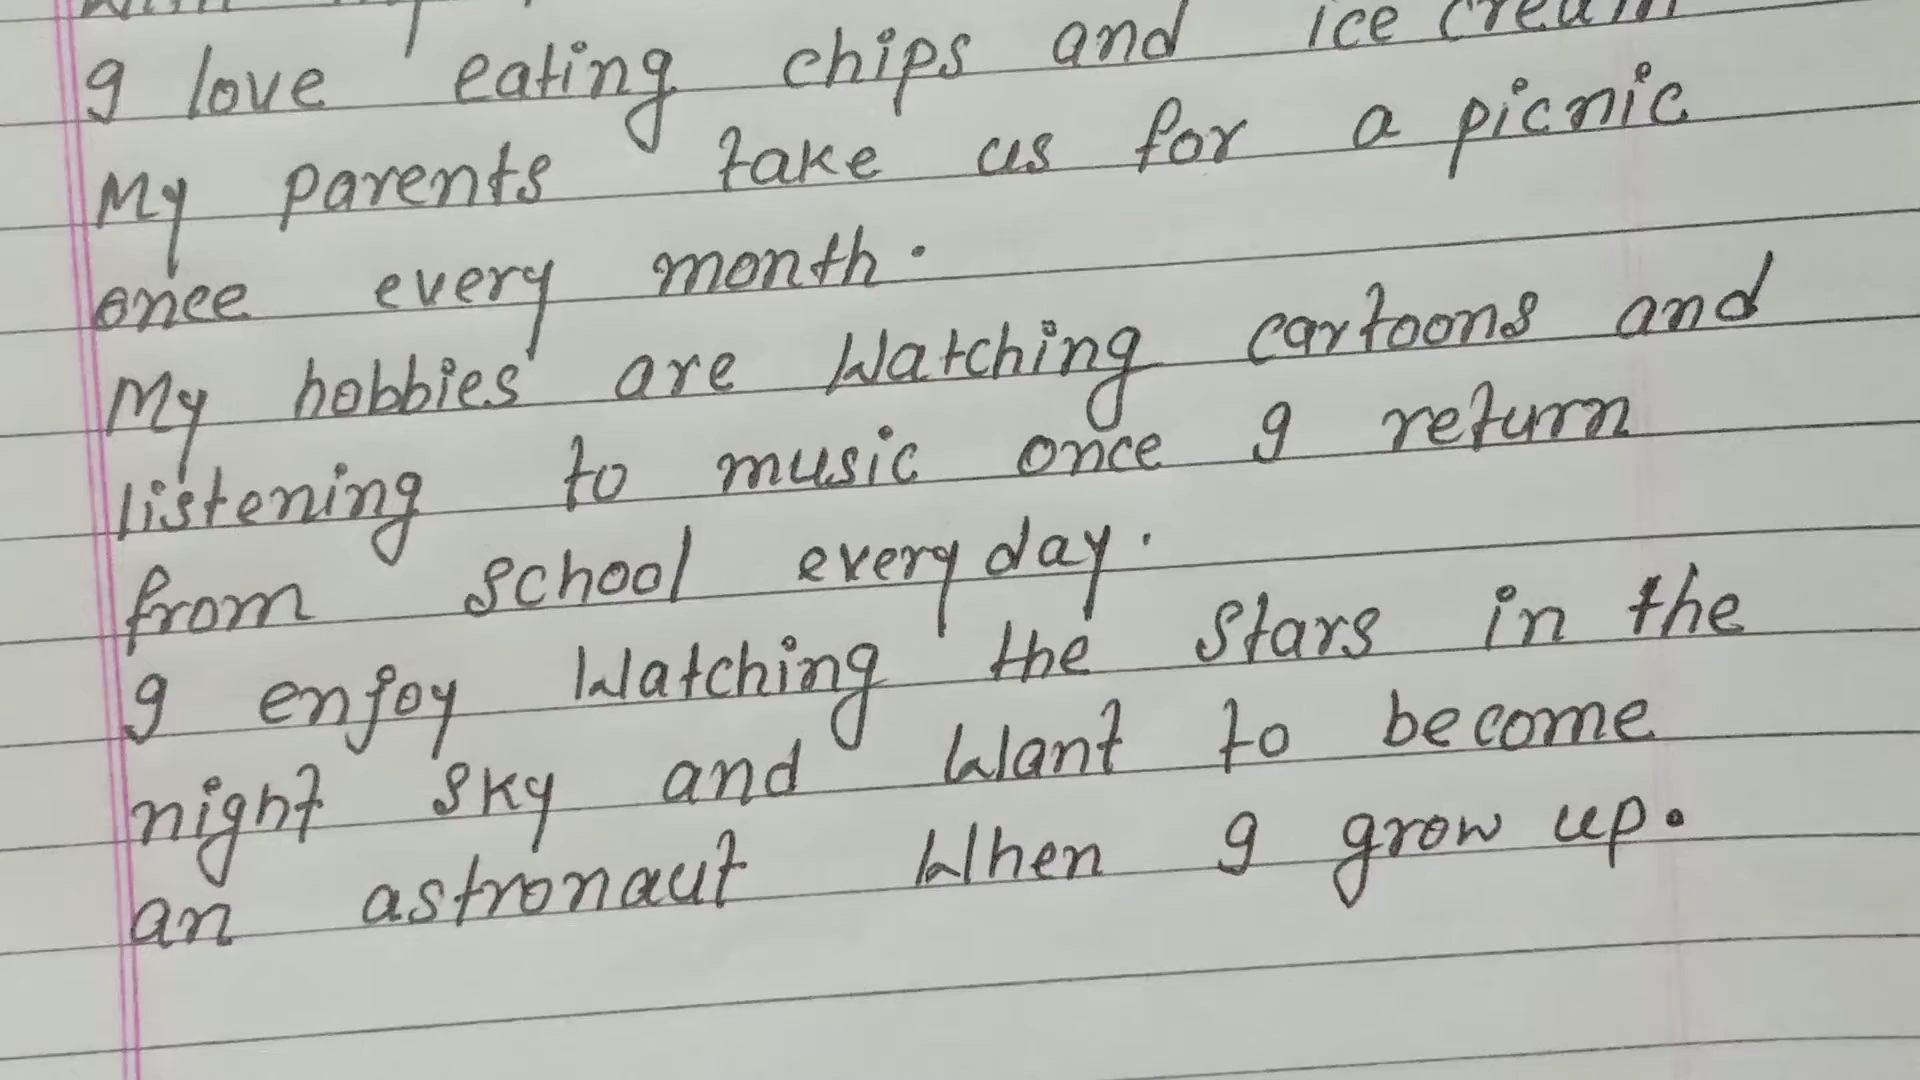 I love eating chips and ice cream
My parents take us for a picnic
once every month.
My hobbies are Watching cartoons and
listening to music once I return
from school everyday.
I enjoy Watching the stars in the
night sky and Want to become
an astronaut When I grow up.